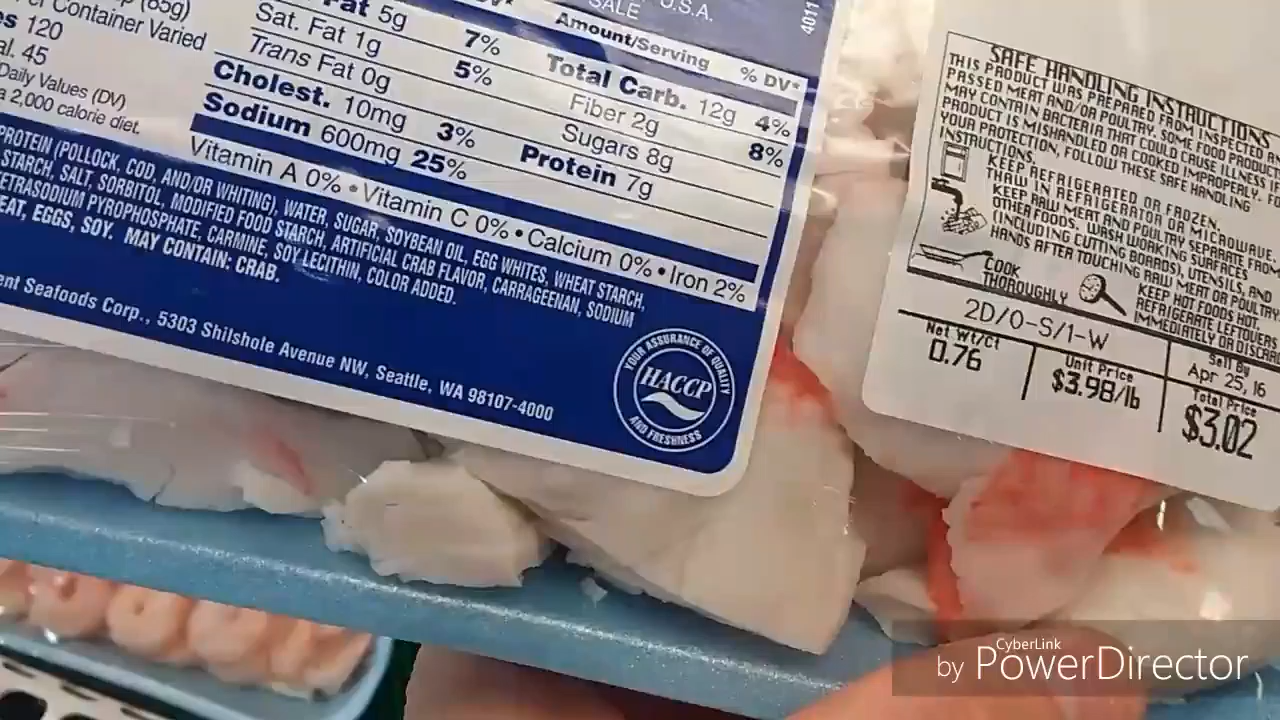 (85g)
er Container Varied
es 120
al. 45
Daily Values (DV)
a 2,000 calorie diet.
Fat 5g 7%
Sat. Fat 1g 5%
Trans Fat 0g
Cholest. 10mg 3%
Sodium 600mg 25%
SALE
U.S.A.
4011
Amount/Serving % DV*
Total Carb. 12g 4%
Fiber 2g 8%
Sugars 8g
Protein 7g
Vitamin A 0% • Vitamin C 0% • Calcium 0% • Iron 2%
PROTEIN (POLLOCK, COD, AND/OR WHITING), WATER, SUGAR, SOYBEAN OIL, EGG WHITES, WHEAT STARCH,
STARCH, SALT, SORBITOL, MODIFIED FOOD STARCH, ARTIFICIAL CRAB FLAVOR, CARRAGEENAN, SODIUM
ETRASODIUM PYROPHOSPHATE, CARMINE, SOY LECITHIN, COLOR ADDED.
EAT, EGGS, SOY. MAY CONTAIN: CRAB.
ent Seafoods Corp., 5303 Shilshole Avenue NW, Seattle, WA 98107-4000
YOUR ASSURANCE OF QUALITY
HACCP
AND FRESHNESS
SAFE HANDLING INSTRUCTIONS
THIS PRODUCT WAS PREPARED FROM INSPECTED A
PASSED MEAT AND/OR POULTRY. SOME FOOD PRODUC
MAY CONTAIN BACTERIA THAT COULD CAUSE ILLNESS IF
PRODUCT IS MISHANDLED OR COOKED IMPROPERLY. FO
YOUR PROTECTION, FOLLOW THESE SAFE HANDLING
INSTRUCTIONS.
KEEP REFRIGERATED OR FROZEN.
THAW IN REFRIGERATOR OR MICROWAVE.
KEEP RAW MEAT AND POULTRY SEPARATE FROM
OTHER FOODS. WASH WORKING SURFACES
(INCLUDING CUTTING BOARDS), UTENSILS, AND
HANDS AFTER TOUCHING RAW MEAT OR POULTRY
COOK
THOROUGHLY
KEEP HOT FOODS HOT.
REFRIGERATE LEFTOVERS
IMMEDIATELY OR DISCARD
2D/0-S/1-W
Net Wt/Ct
0.76
Unit Price
$3.98/lb
Sell By
Apr 25, 16
Total Price
$3.02
CyberLink
by PowerDirector